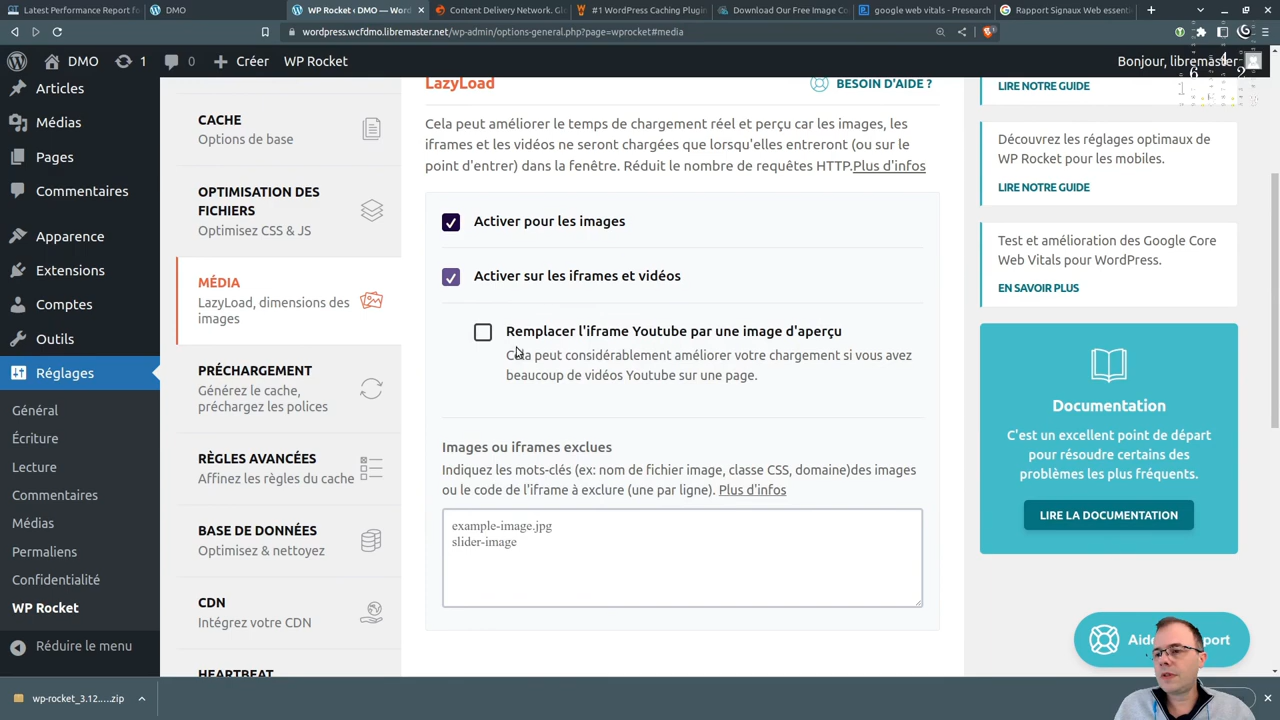 Latest Performance Report fo
DMO
WP Rocket ‹ DMO — Wor
Content Delivery Network. Gl
#1 WordPress Caching Plugin
Download Our Free Image Co
google web vitals - Presearch
Rapport Signaux Web essenti
wordpress.wcfdmo.libremaster.net/wp-admin/options-general.php?page=wprocket#media
DMO
1
0
Créer
WP Rocket
Bonjour, libremaster
Articles
Médias
Pages
Commentaires
Apparence
Extensions
Comptes
Outils
Réglages
Général
Écriture
Lecture
Commentaires
Médias
Permaliens
Confidentialité
WP Rocket
Réduire le menu
CACHE
Options de base
OPTIMISATION DES
FICHIERS
Optimisez CSS & JS
MÉDIA
LazyLoad, dimensions des
images
PRÉCHARGEMENT
Générez le cache,
préchargez les polices
RÈGLES AVANCÉES
Affinez les règles du cache
BASE DE DONNÉES
Optimisez & nettoyez
CDN
Intégrez votre CDN
HEARTBEAT
LazyLoad
BESOIN D'AIDE ?
Cela peut améliorer le temps de chargement réel et perçu car les images, les
iframes et les vidéos ne seront chargées que lorsqu'elles entreront (ou sur le
point d'entrer) dans la fenêtre. Réduit le nombre de requêtes HTTP.Plus d'infos
Activer pour les images
Activer sur les iframes et vidéos
Remplacer l'iframe Youtube par une image d'aperçu
Cela peut considérablement améliorer votre chargement si vous avez
beaucoup de vidéos Youtube sur une page.
Images ou iframes exclues
Indiquez les mots-clés (ex: nom de fichier image, classe CSS, domaine)des images
ou le code de l'iframe à exclure (une par ligne). Plus d'infos
example-image.jpg
slider-image
LIRE NOTRE GUIDE
Découvrez les réglages optimaux de
WP Rocket pour les mobiles.
LIRE NOTRE GUIDE
Test et amélioration des Google Core
Web Vitals pour WordPress.
EN SAVOIR PLUS
Documentation
C'est un excellent point de départ
pour résoudre certains des
problèmes les plus fréquents.
LIRE LA DOCUMENTATION
wp-rocket_3.12....zip